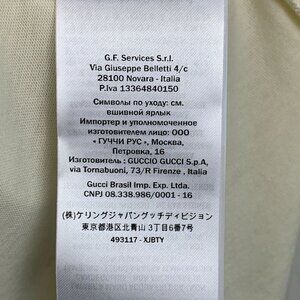 G.F. Services S.r.l.
Via Giuseppe Belletti 4/c
28100 Novara - Italia
P.Iva 13364840150
Символы по уходу: см.
вшивной ярлык
Импортер и уполномоченное
изготовителем лицо: ООО
« ГУЧЧИ РУС », Москва,
Петровка, 16
Изготовитель : GUCCIO GUCCI S.p.A,
via Tornabuoni, 73/R Firenze , Italy
Gucci Brasil Imp. Exp. Ltda.
CNPJ 08.338.986/0001 - 16
(株)ケリングジャパングッチディビジョン
東京都港区北青山 3丁目6番7号
493117 - XJBTY